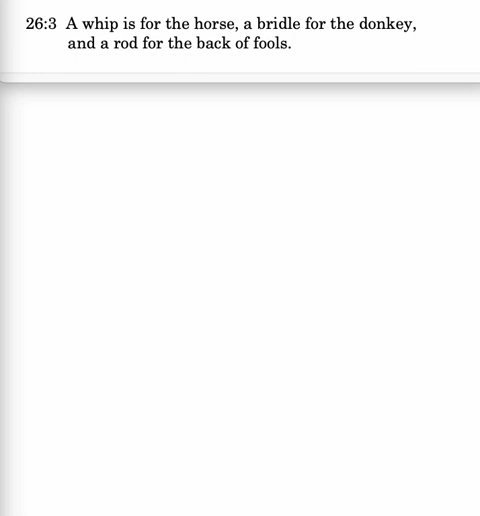 26:3 A whip is for the horse, a bridle for the donkey,
and a rod for the back of fools.